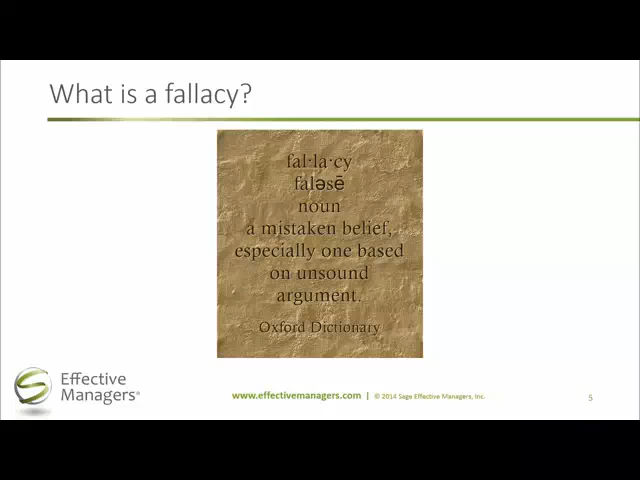 What is a fallacy?
fal·la·cy
faləsē
noun
a mistaken belief,
especially one based
on unsound
argument.
Oxford Dictionary
Effective
Managers®
www.effectivemanagers.com | © 2014 Sage Effective Managers, Inc.
5